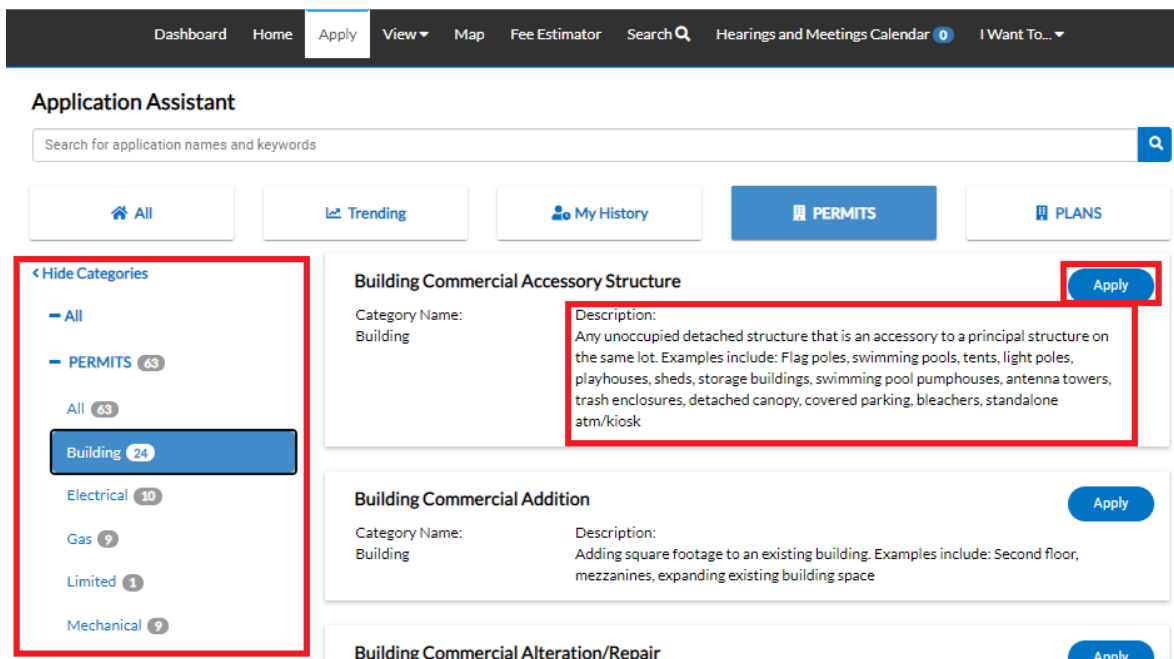 Dashboard Home Apply View Map Fee Estimator Search Hearings and Meetings Calendar 0 I Want To...
Application Assistant
Search for application names and keywords
All Trending My History PERMITS PLANS
Hide Categories
All
PERMITS 63
All 63
Building 24
Electrical 10
Gas 9
Limited 1
Mechanical 9
Building Commercial Accessory Structure
Apply
Category Name:
Building
Description:
Any unoccupied detached structure that is an accessory to a principal structure on
the same lot. Examples include: Flag poles, swimming pools, tents, light poles,
playhouses, sheds, storage buildings, swimming pool pumphouses, antenna towers,
trash enclosures, detached canopy, covered parking, bleachers, standalone
atm/kiosk
Building Commercial Addition
Apply
Category Name:
Building
Description:
Adding square footage to an existing building. Examples include: Second floor,
mezzanines, expanding existing building space
Building Commercial Alteration/Repair
Apply